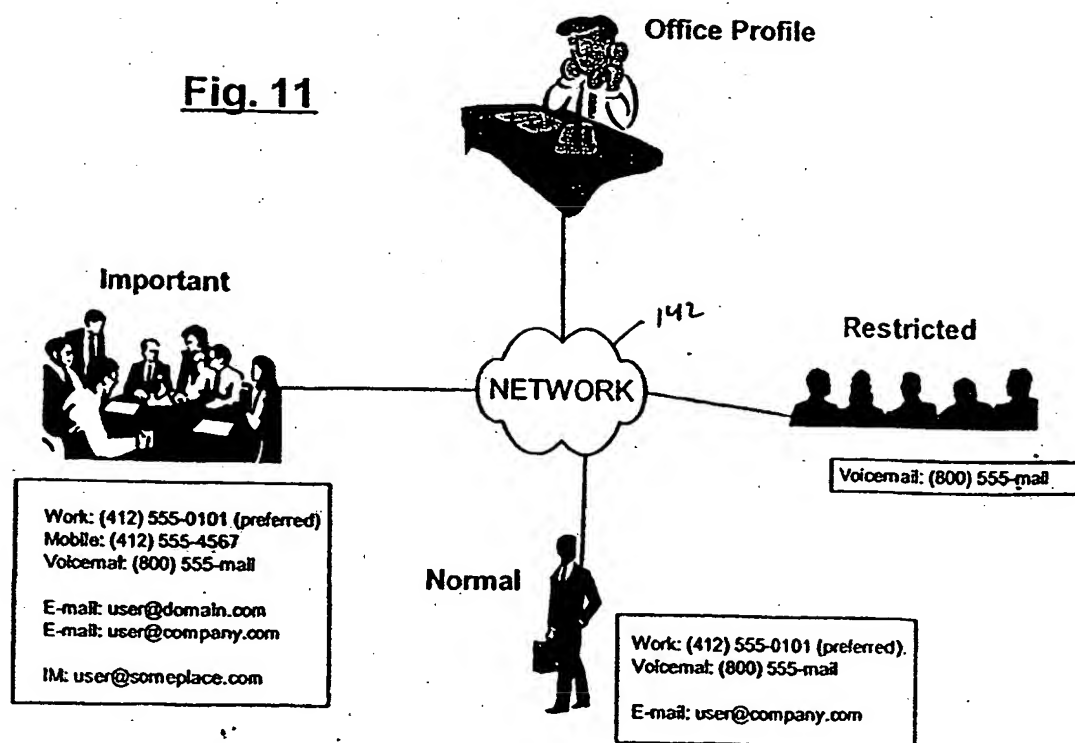 Office Profile
Fig. 11
Important
142
NETWORK
Restricted
Voicemail: (800) 555-mail
Work: (412) 555-0101 (preferred)
Mobile: (412) 555-4567
Voicemail: (800) 555-mail
E-mail: user@domain.com
E-mail: user@company.com
IM: user@someplace.com
Normal
Work: (412) 555-0101 (preferred).
Voicemail: (800) 555-mail
E-mail: user@company.com